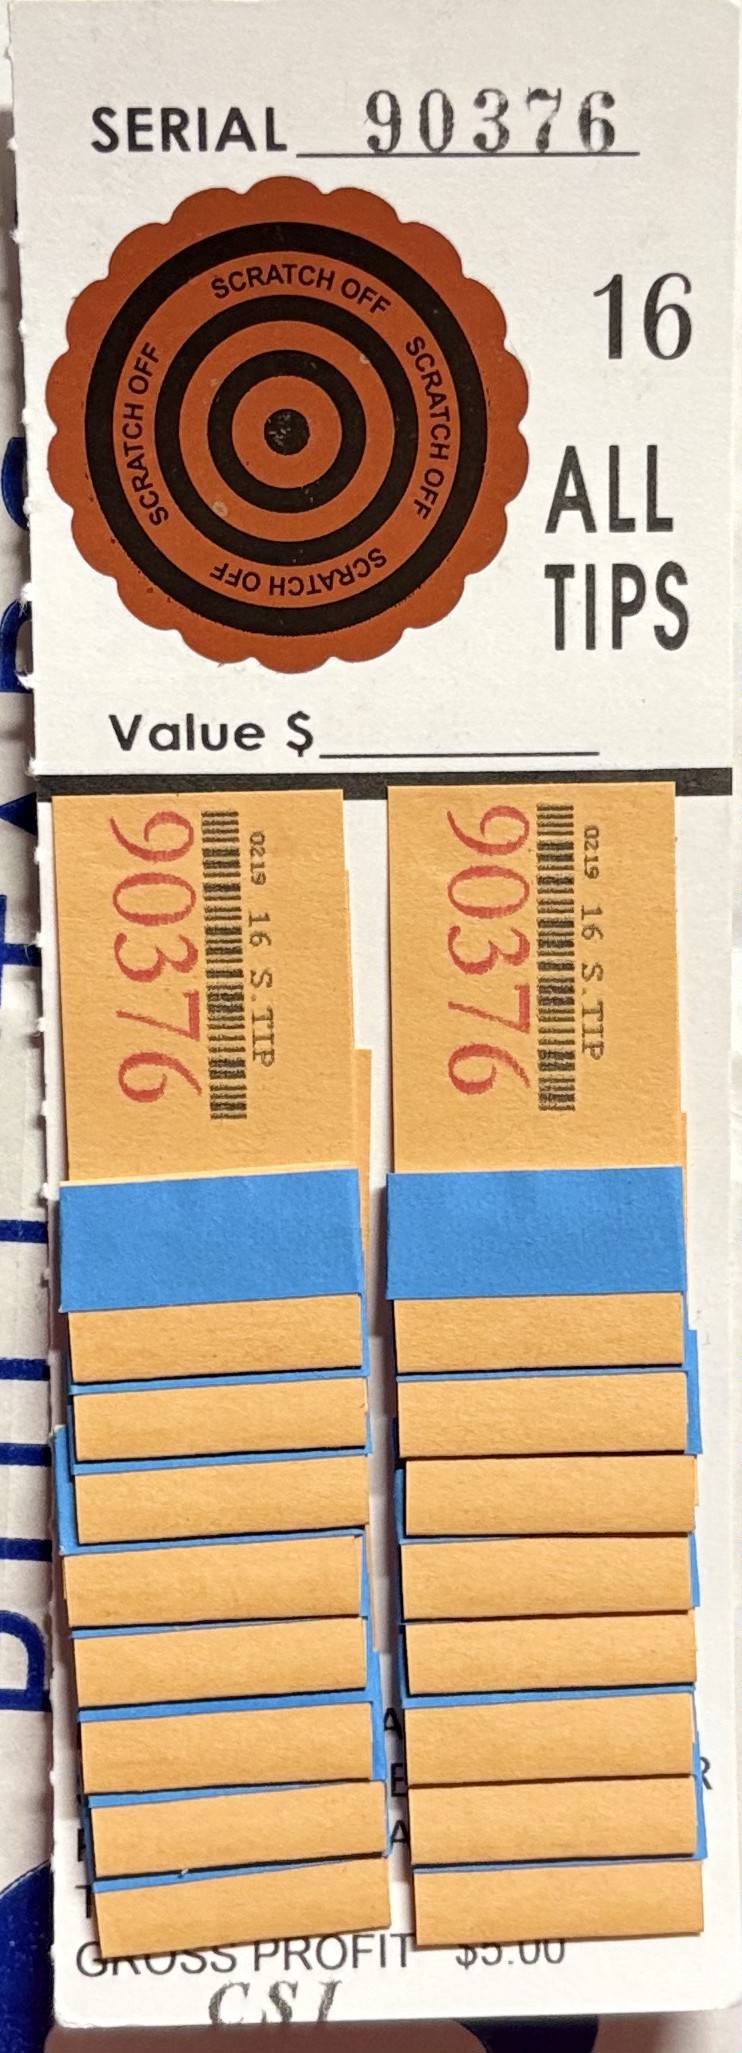 SERIAL 90376
SCRATCH OFF
SCRATCH OFF
SCRATCH OFF
SCRATCH OFF
16
ALL
TIPS
Value $
90376
0219 16 S.TIP
90376
0219 16 S.TIP
GROSS PROFIT $5.00
CSI